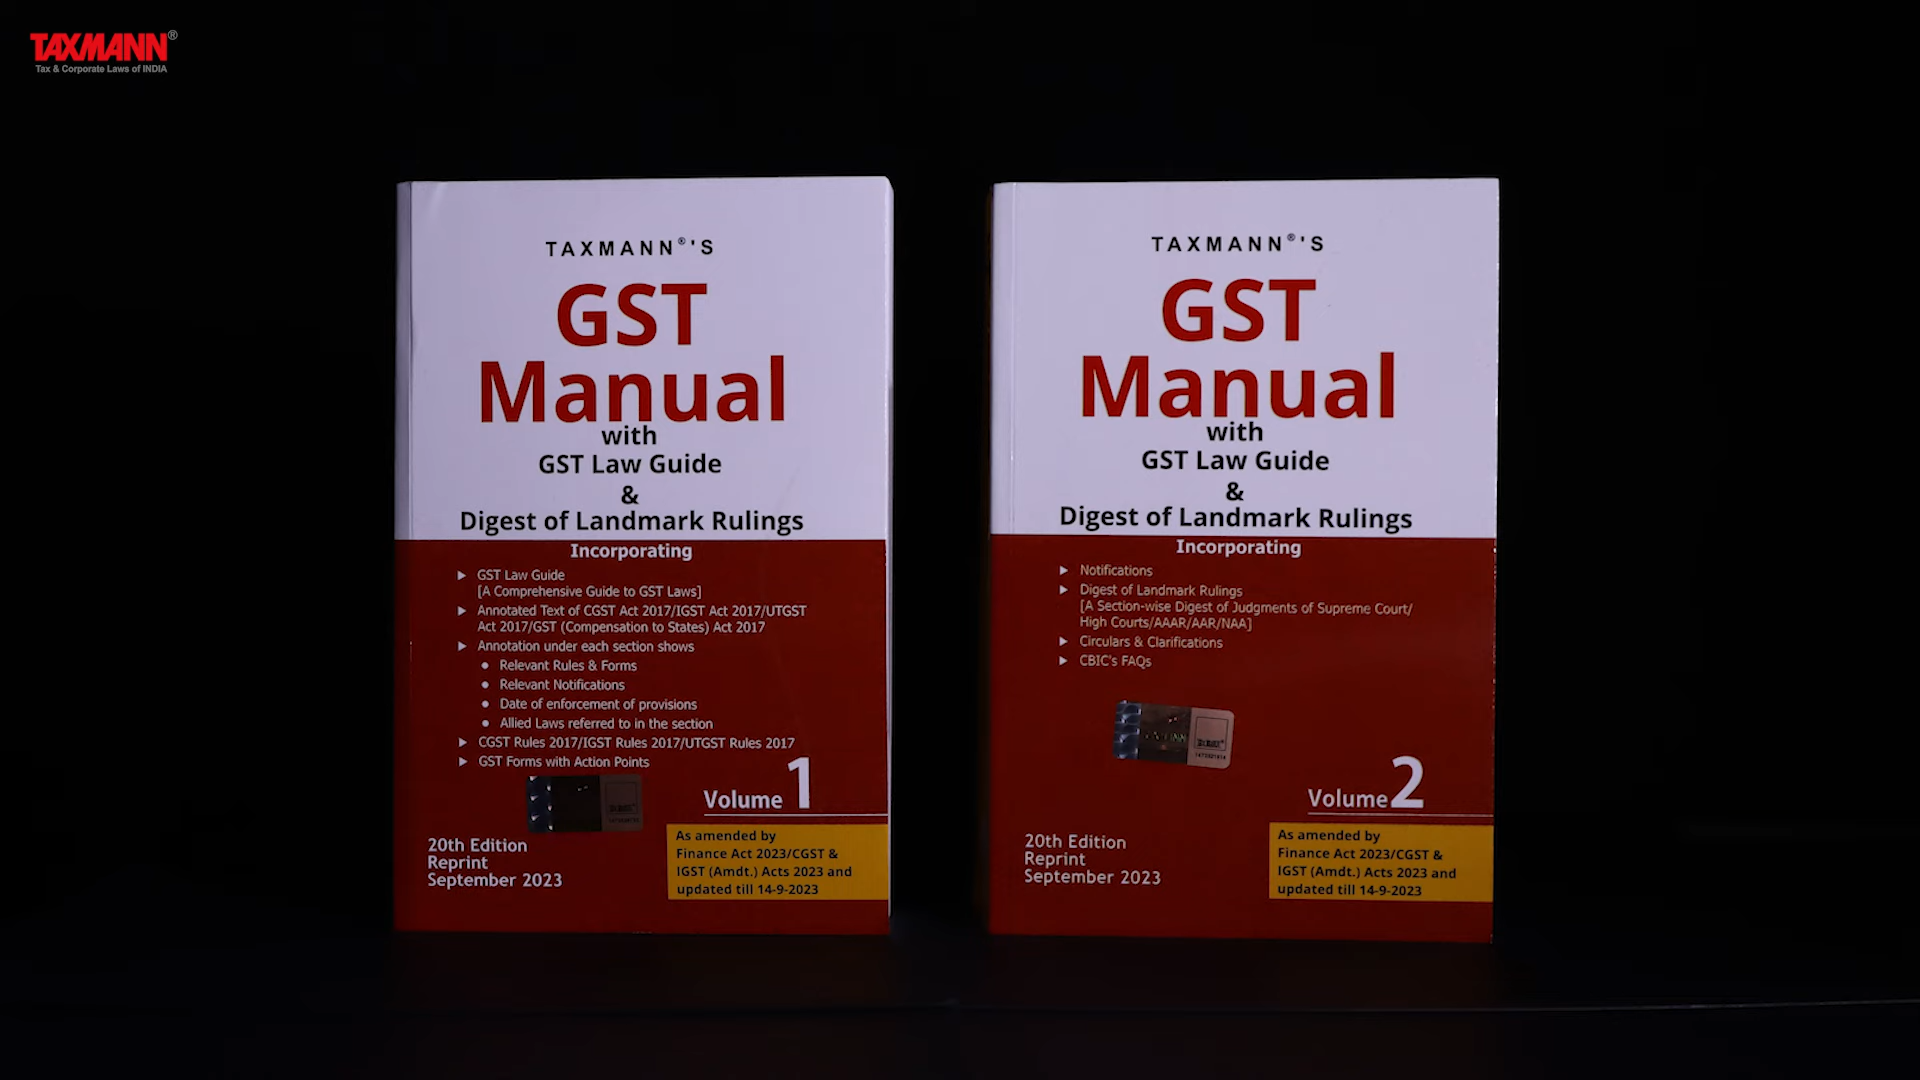 TAXMANN®
Tax & Corporate Laws of INDIA
TAXMANN®'S
GST
Manual
with
GST Law Guide
&
Digest of Landmark Rulings
Incorporating
▶ GST Law Guide
[A Comprehensive Guide to GST Laws]
▶ Annotated Text of CGST Act 2017/IGST Act 2017/UTGST
Act 2017/GST (Compensation to States) Act 2017
▶ Annotation under each section shows
● Relevant Rules & Forms
● Relevant Notifications
● Date of enforcement of provisions
● Allied Laws referred to in the section
▶ CGST Rules 2017/IGST Rules 2017/UTGST Rules 2017
▶ GST Forms with Action Points
Volume 1
20th Edition
Reprint
September 2023
As amended by
Finance Act 2023/CGST &
IGST (Amdt.) Acts 2023 and
updated till 14-9-2023
TAXMANN®'S
GST
Manual
with
GST Law Guide
&
Digest of Landmark Rulings
Incorporating
▶ Notifications
▶ Digest of Landmark Rulings
[A Section-wise Digest of Judgments of Supreme Court/
High Courts/AAAR/AAR/NAA]
▶ Circulars & Clarifications
▶ CBIC's FAQs
Volume 2
20th Edition
Reprint
September 2023
As amended by
Finance Act 2023/CGST &
IGST (Amdt.) Acts 2023 and
updated till 14-9-2023